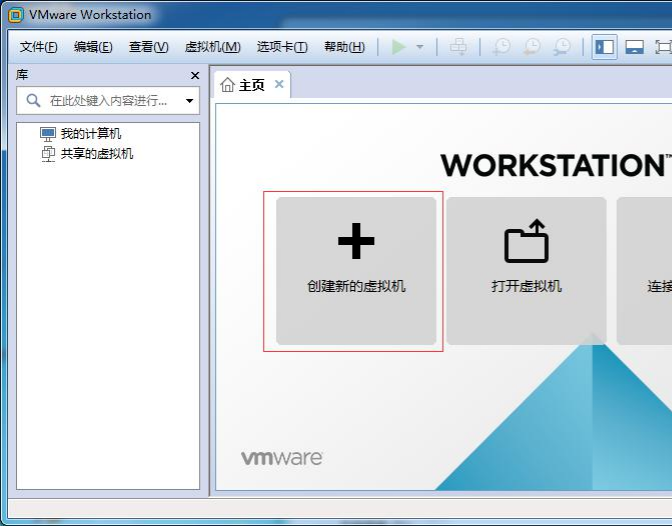 VMware Workstation
文件(F) 编辑(E) 查看(V) 虚拟机(M) 选项卡(T) 帮助(H)
库
在此处键入内容进行...
我的计算机
共享的虚拟机
主页
WORKSTATION™
创建新的虚拟机
打开虚拟机
连接
vmware